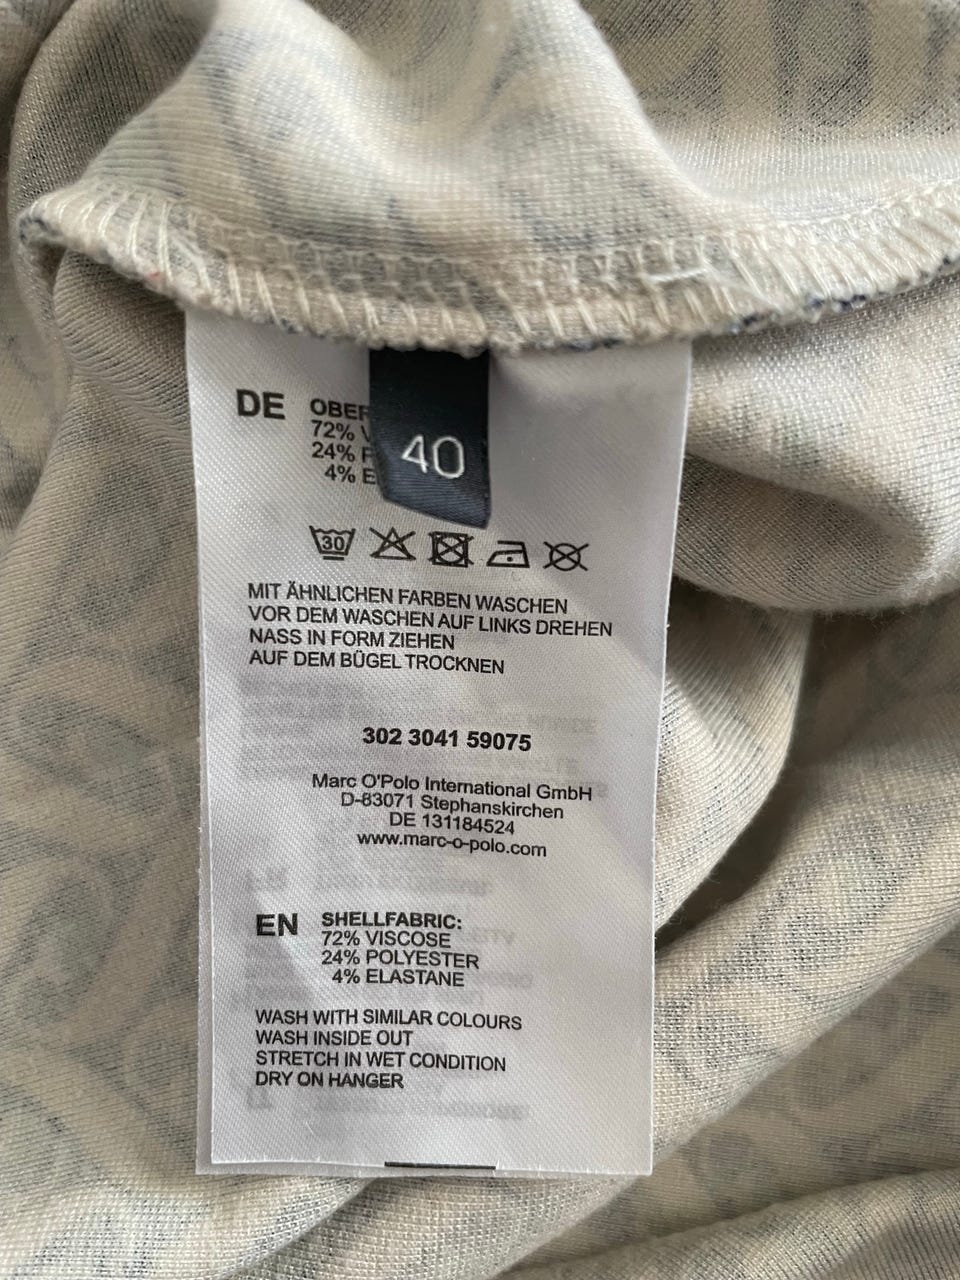 DE
OBER
72% V
24% P
4% E
40
30
MIT ÄHNLICHEN FARBEN WASCHEN
VOR DEM WASCHEN AUF LINKS DREHEN
NASS IN FORM ZIEHEN
AUF DEM BÜGEL TROCKNEN
302 3041 59075
Marc O'Polo International GmbH
D-83071 Stephanskirchen
DE 131184524
www.marc-o-polo.com
EN
SHELLFABRIC:
72% VISCOSE
24% POLYESTER
4% ELASTANE
WASH WITH SIMILAR COLOURS
WASH INSIDE OUT
STRETCH IN WET CONDITION
DRY ON HANGER